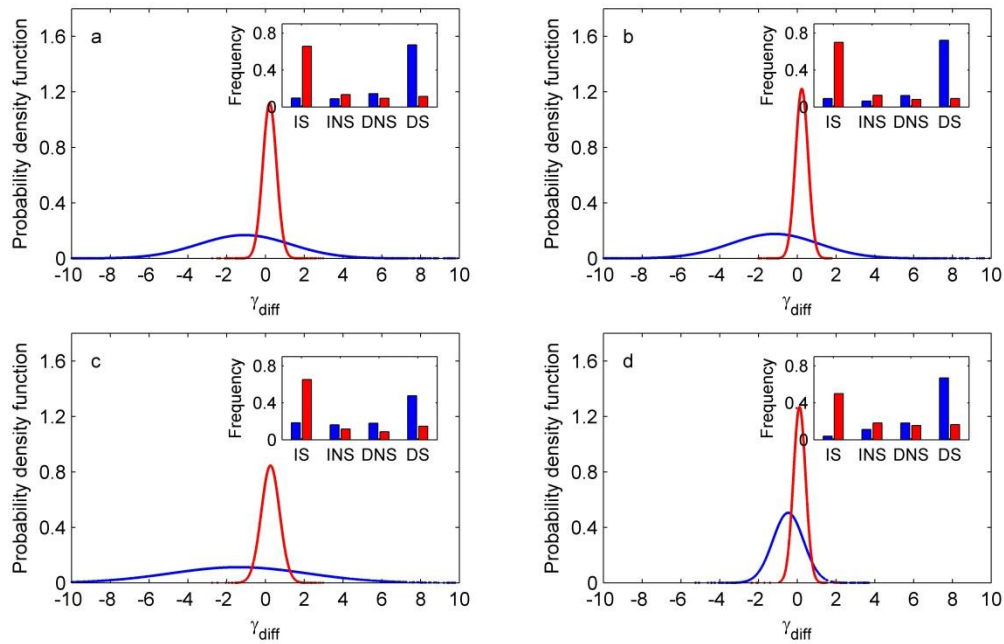 a
Probability density function
1.6
1.2
0.8
0.4
0
-10 -8 -6 -4 -2 0 2 4 6 8 10
γdiff
Frequency
0.8
0.4
0
IS INS DNS DS
b
Probability density function
1.6
1.2
0.8
0.4
0
-10 -8 -6 -4 -2 0 2 4 6 8 10
γdiff
Frequency
0.8
0.4
0
IS INS DNS DS
c
Probability density function
1.6
1.2
0.8
0.4
0
-10 -8 -6 -4 -2 0 2 4 6 8 10
γdiff
Frequency
0.8
0.4
0
IS INS DNS DS
d
Probability density function
1.6
1.2
0.8
0.4
0
-10 -8 -6 -4 -2 0 2 4 6 8 10
γdiff
Frequency
0.8
0.4
0
IS INS DNS DS